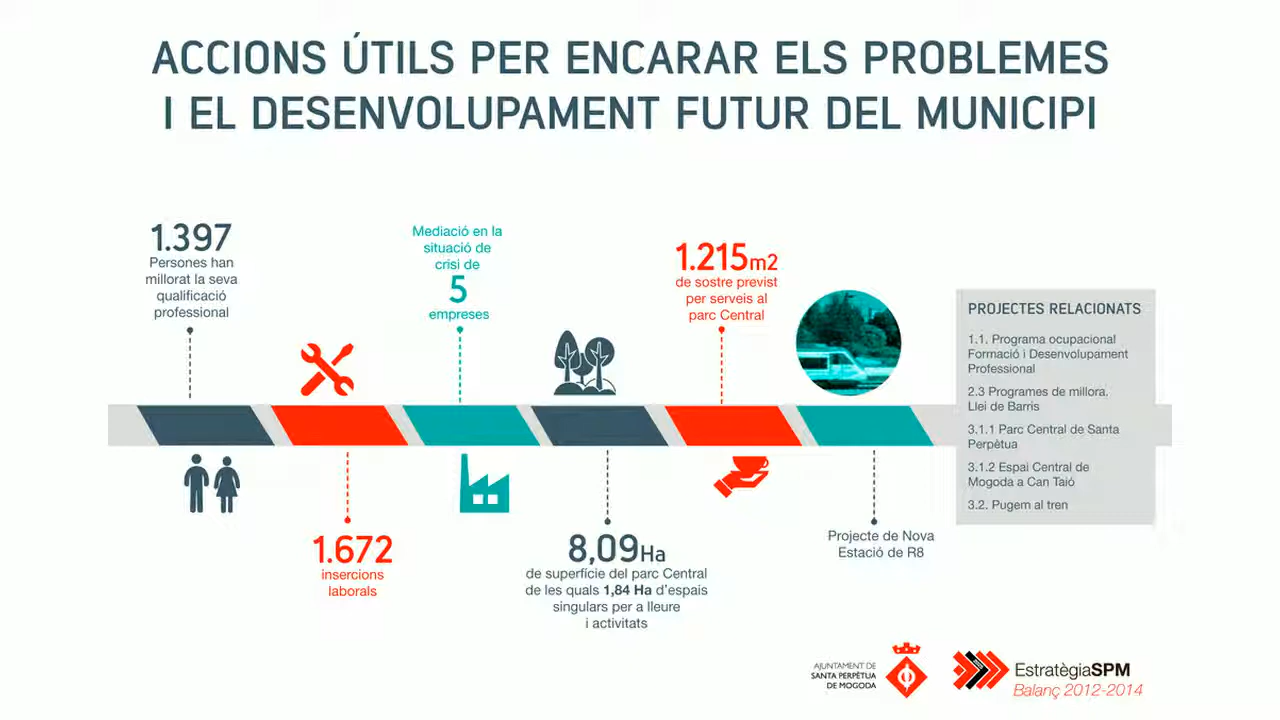 ACCIONS ÚTILS PER ENCARAR ELS PROBLEMES
I EL DESENVOLUPAMENT FUTUR DEL MUNICIPI
1.397
Persones han
millorat la seva
qualificació
professional
1.672
insercions
laborals
Mediació en la
situació de
crisi de
5
empreses
8,09Ha
de superfície del parc Central
de les quals 1,84 Ha d'espais
singulars per a lleure
i activitats
1.215m2
de sostre previst
per serveis al
parc Central
Projecte de Nova
Estació de R8
PROJECTES RELACIONATS
1.1. Programa ocupacional
Formació i Desenvolupament
Professional
2.3 Programes de millora.
Llei de Barris
3.1.1 Parc Central de Santa
Perpètua
3.1.2 Espai Central de
Mogoda a Can Taió
3.2. Pugem al tren
AJUNTAMENT DE
SANTA PERPÈTUA
DE MOGODA
EstratègiaSPM
Balanç 2012-2014